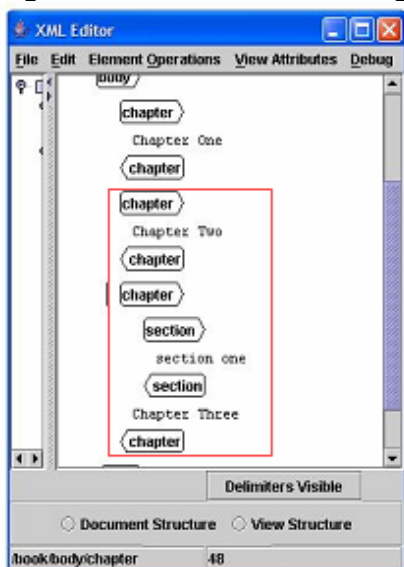 XML Editor
File Edit Element Operations View Attributes Debug
body
chapter
Chapter One
chapter
chapter
Chapter Two
chapter
chapter
section
section one
section
Chapter Three
chapter
Delimiters Visible
Document Structure View Structure
/book/body/chapter 48